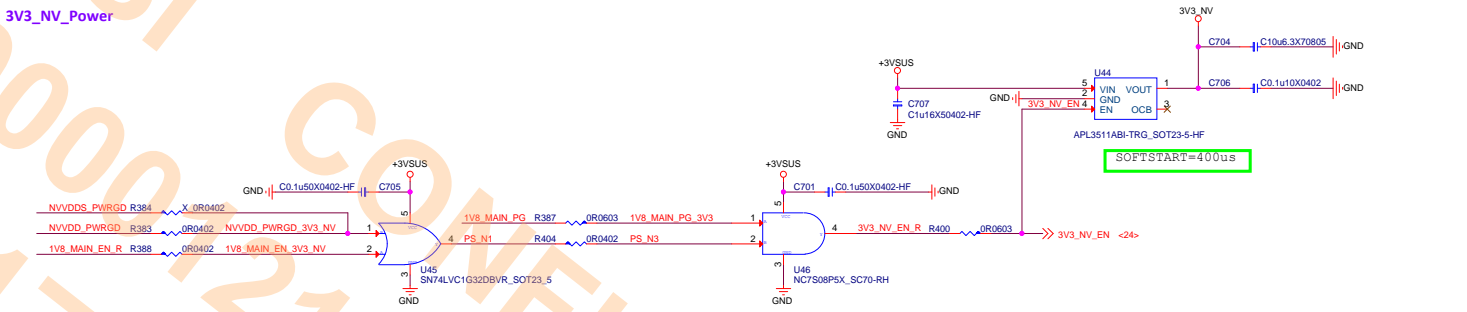 3V3_NV_Power
3V3_NV
C704 C10u6.3X70805 GND
+3VSUS
U44
C706 C0.1u10X0402 GND
5 VIN VOUT 1
GND 2 GND
3V3_NV_EN 4 EN OCB 3
C707
C1u16X50402-HF
GND
APL3511ABI-TRG_SOT23-5-HF
SOFTSTART=400us
+3VSUS
+3VSUS
GND C0.1u50X0402-HF C705
C701 C0.1u50X0402-HF GND
NVVDDS_PWRGD R384 X_0R0402
5
1V8_MAIN_PG R387 0R0603 1V8_MAIN_PG_3V3 1
5
NVVDD_PWRGD R383 0R0402 NVVDD_PWRGD_3V3_NV 1
4 3V3_NV_EN_R R400 0R0603 3V3_NV_EN <24>
1V8_MAIN_EN_R R388 0R0402 1V8_MAIN_EN_3V3_NV 2
4 PS_N1 R404 0R0402 PS_N3 2
3
U45
SN74LVC1G32DBVR_SOT23_5
GND
3
U46
NC7S08P5X_SC70-RH
GND
CONF